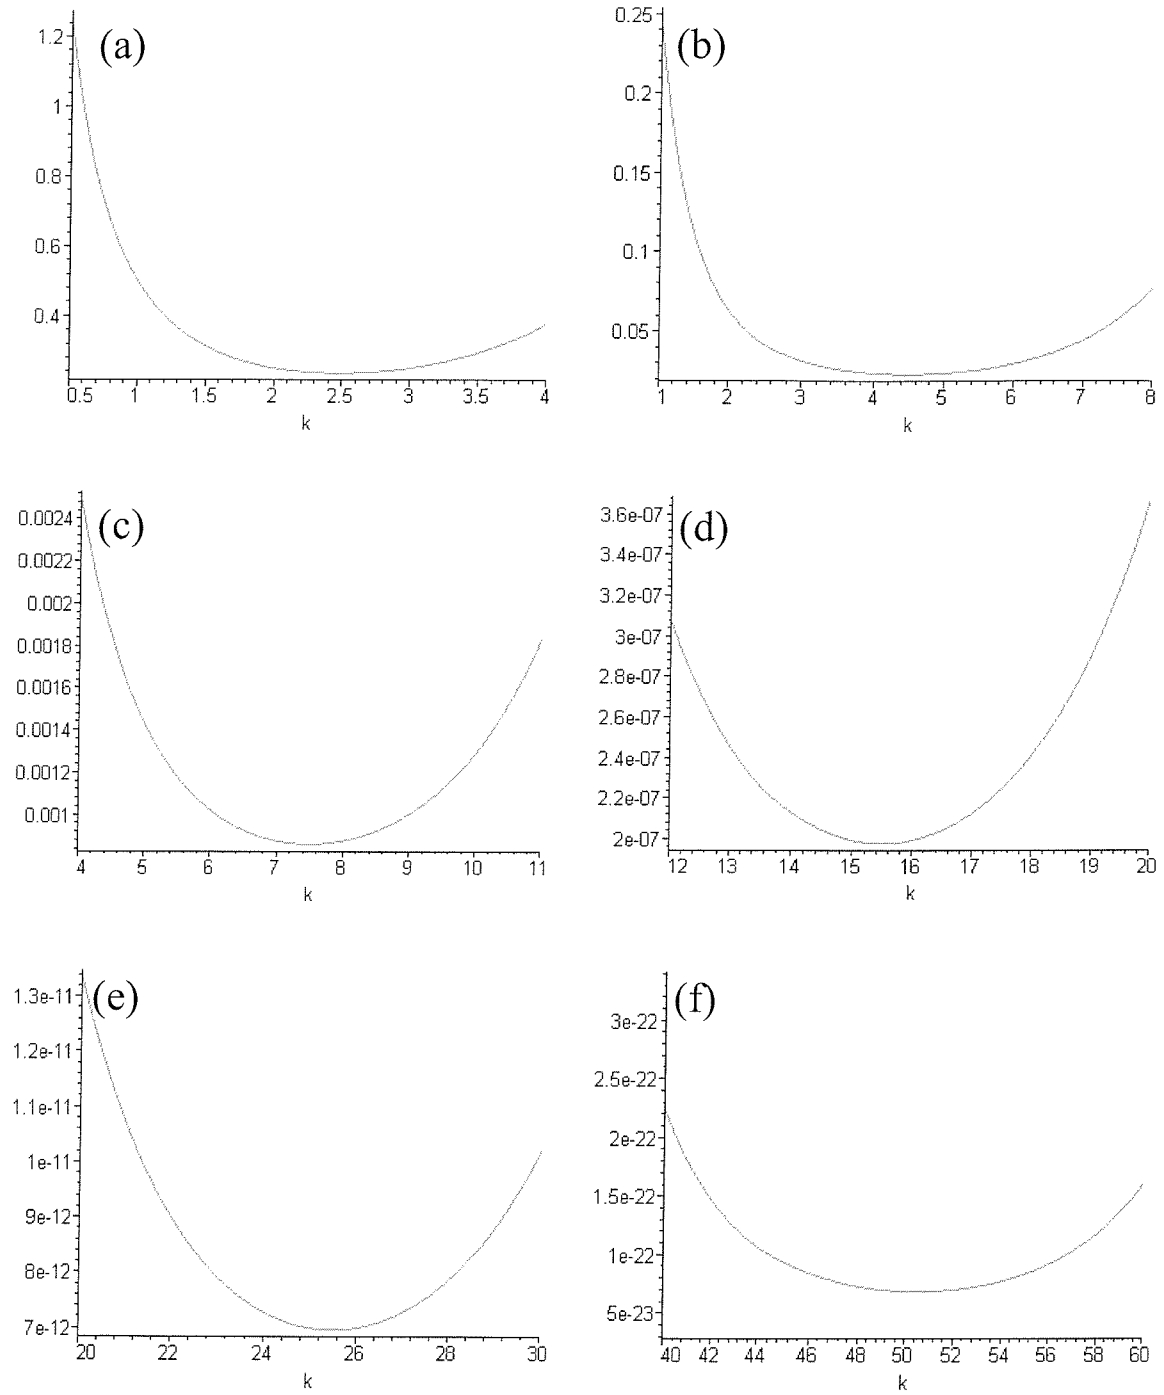 (a)
1.2
1
0.8
0.6
0.4
0.5 1 1.5 2 2.5 3 3.5 4
k
(b)
0.25
0.2
0.15
0.1
0.05
1 2 3 4 5 6 7 8
k
(c)
0.0024
0.0022
0.002
0.0018
0.0016
0.0014
0.0012
0.001
4 5 6 7 8 9 10 11
k
(d)
3.6e-07
3.4e-07
3.2e-07
3e-07
2.8e-07
2.6e-07
2.4e-07
2.2e-07
2e-07
12 13 14 15 16 17 18 19 20
k
(e)
1.3e-11
1.2e-11
1.1e-11
1e-11
9e-12
8e-12
7e-12
20 22 24 26 28 30
k
(f)
3e-22
2.5e-22
2e-22
1.5e-22
1e-22
5e-23
40 42 44 46 48 50 52 54 56 58 60
k